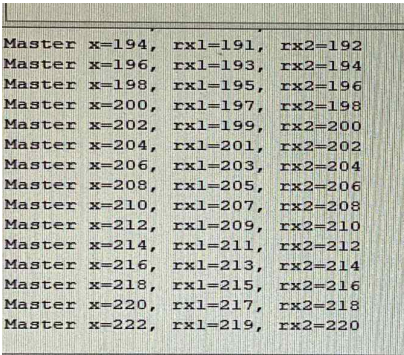 Master x=194, rx1=191, rx2=192
Master x=196, rx1=193, rx2=194
Master x=198, rx1=195, rx2=196
Master x=200, rx1=197, rx2=198
Master x=202, rx1=199, rx2=200
Master x=204, rx1=201, rx2=202
Master x=206, rx1=203, rx2=204
Master x=208, rx1=205, rx2=206
Master x=210, rx1=207, rx2=208
Master x=212, rx1=209, rx2=210
Master x=214, rx1=211, rx2=212
Master x=216, rx1=213, rx2=214
Master x=218, rx1=215, rx2=216
Master x=220, rx1=217, rx2=218
Master x=222, rx1=219, rx2=220